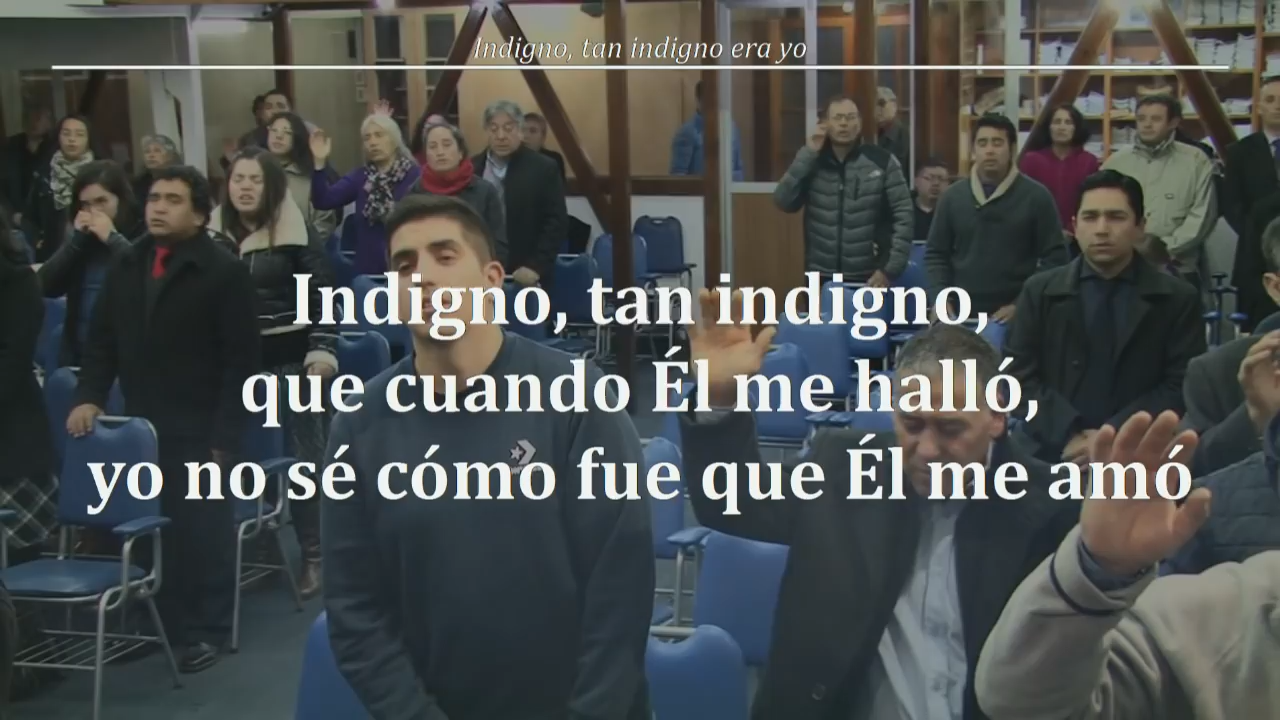 Indigno, tan indigno era yo
Indigno, tan indigno,
que cuando Él me halló,
yo no sé cómo fue que Él me amó